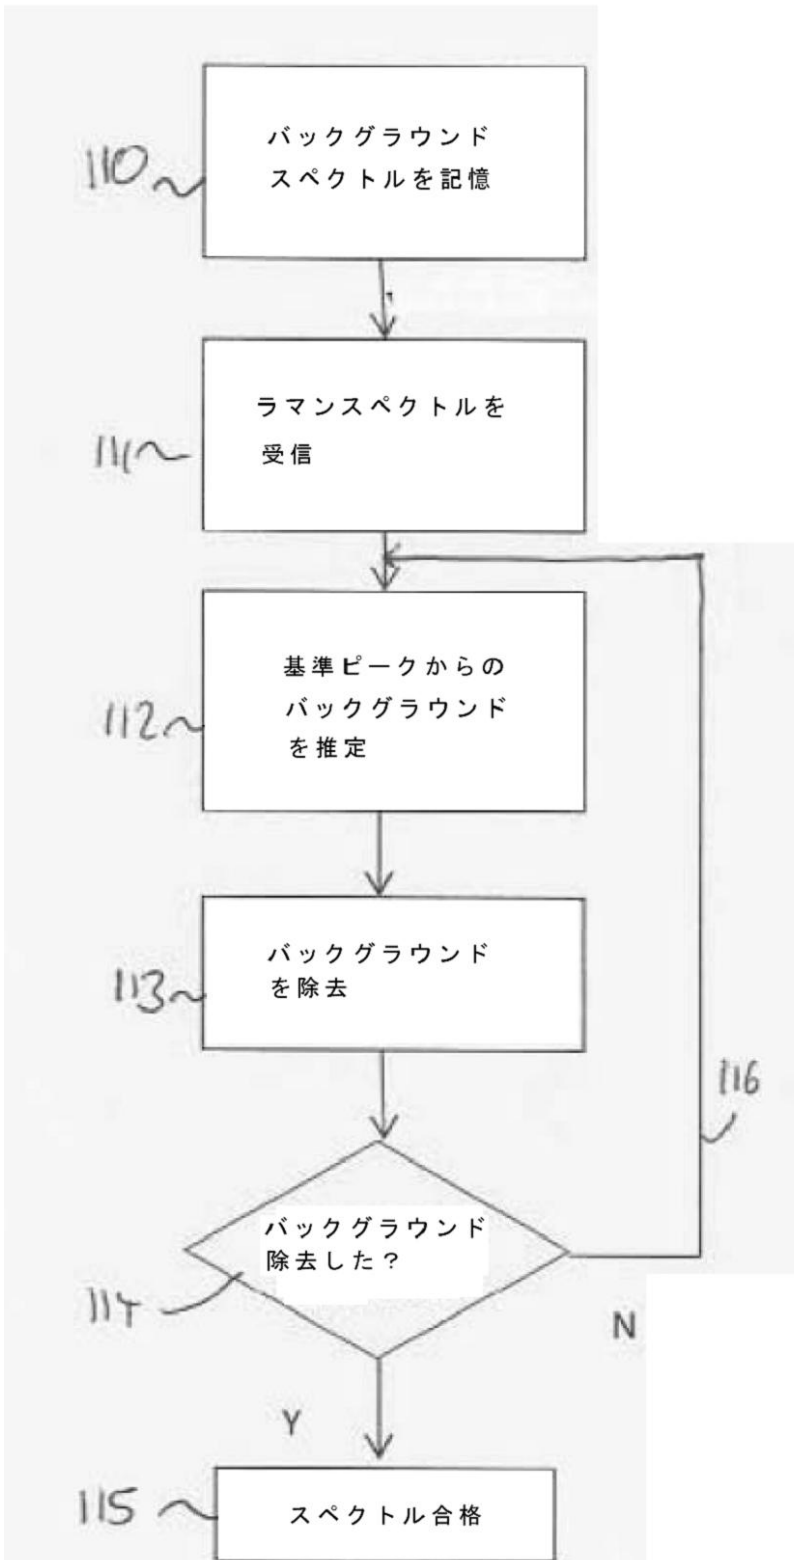 110
バックグラウンド
スペクトルを記憶
111
ラマンスペクトルを
受信
112
基準ピークからの
バックグラウンド
を推定
113
バックグラウンド
を除去
116
114
バックグラウンド
除去した？
N
Y
115
スペクトル合格